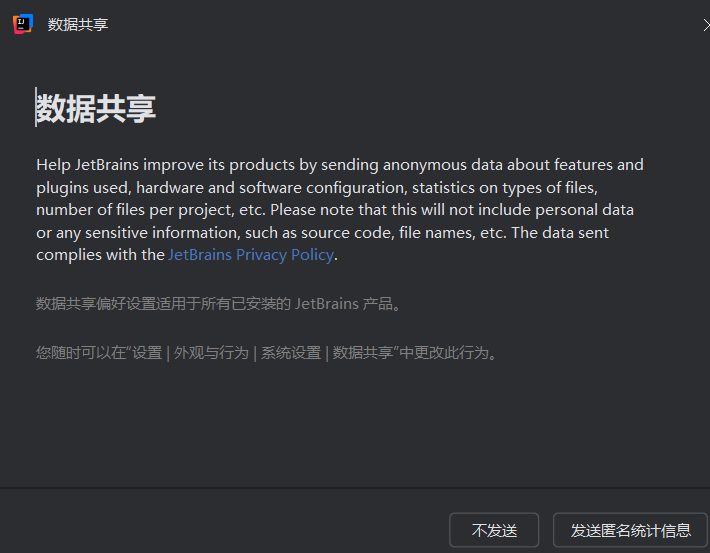 数据共享
数据共享
Help JetBrains improve its products by sending anonymous data about features and
plugins used, hardware and software configuration, statistics on types of files,
number of files per project, etc. Please note that this will not include personal data
or any sensitive information, such as source code, file names, etc. The data sent
complies with the JetBrains Privacy Policy.
数据共享偏好设置适用于所有已安装的 JetBrains 产品。
您随时可以在“设置 | 外观与行为 | 系统设置 | 数据共享”中更改此行为。
不发送
发送匿名统计信息